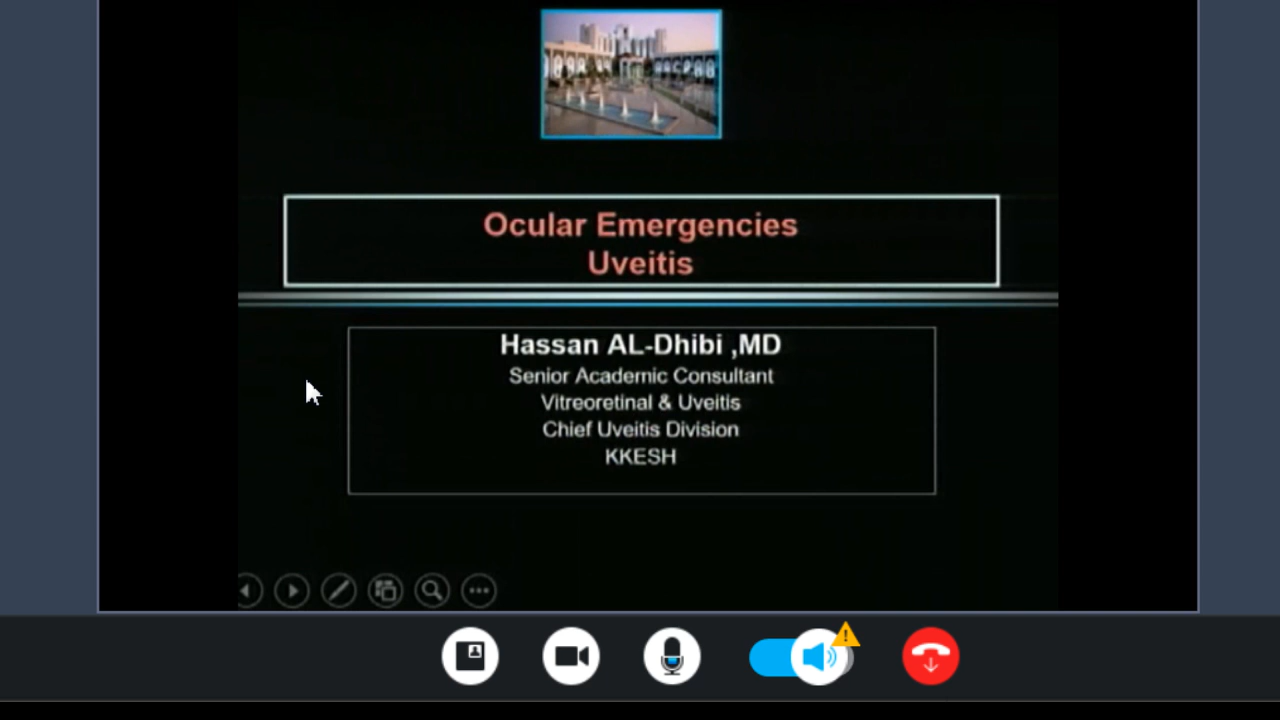 Ocular Emergencies
Uveitis
Hassan AL-Dhibi ,MD
Senior Academic Consultant
Vitreoretinal & Uveitis
Chief Uveitis Division
KKESH